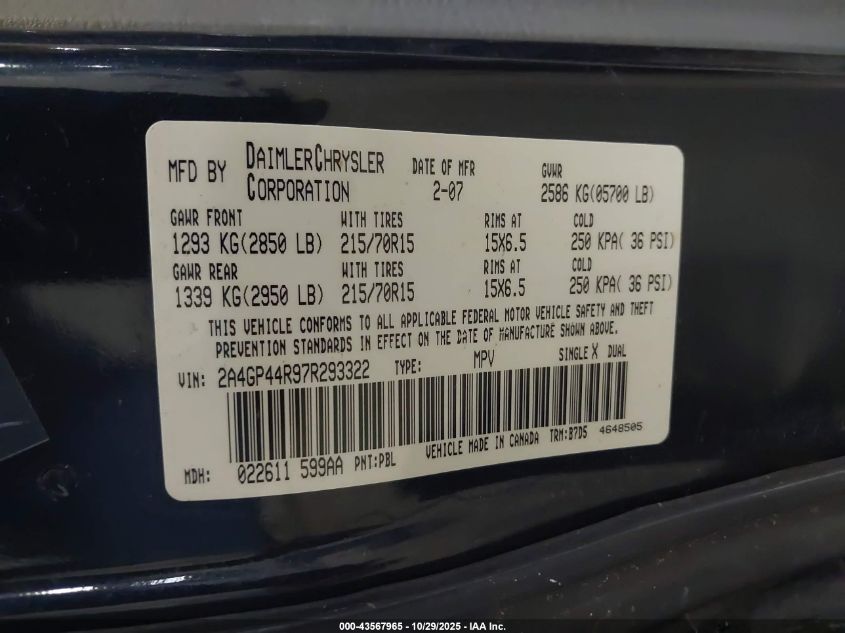 MFD BY DAIMLERCHRYSLER CORPORATION DATE OF MFR 2-07 GVWR 2586 KG(05700 LB)
GAWR FRONT WITH TIRES RIMS AT COLD
1293 KG(2850 LB) 215/70R15 15X6.5 250 KPA( 36 PSI)
GAWR REAR WITH TIRES RIMS AT COLD
1339 KG(2950 LB) 215/70R15 15X6.5 250 KPA( 36 PSI)
THIS VEHICLE CONFORMS TO ALL APPLICABLE FEDERAL MOTOR VEHICLE SAFETY AND THEFT
PREVENTION STANDARDS IN EFFECT ON THE DATE OF MANUFACTURE SHOWN ABOVE.
VIN: 2A4GP44R97R293322 TYPE: MPV SINGLE X DUAL
MDH: 022611 599AA PNT:PBL VEHICLE MADE IN CANADA TRM:B7D5 4648505
000-43567965 - 10/29/2025 - IAA Inc.